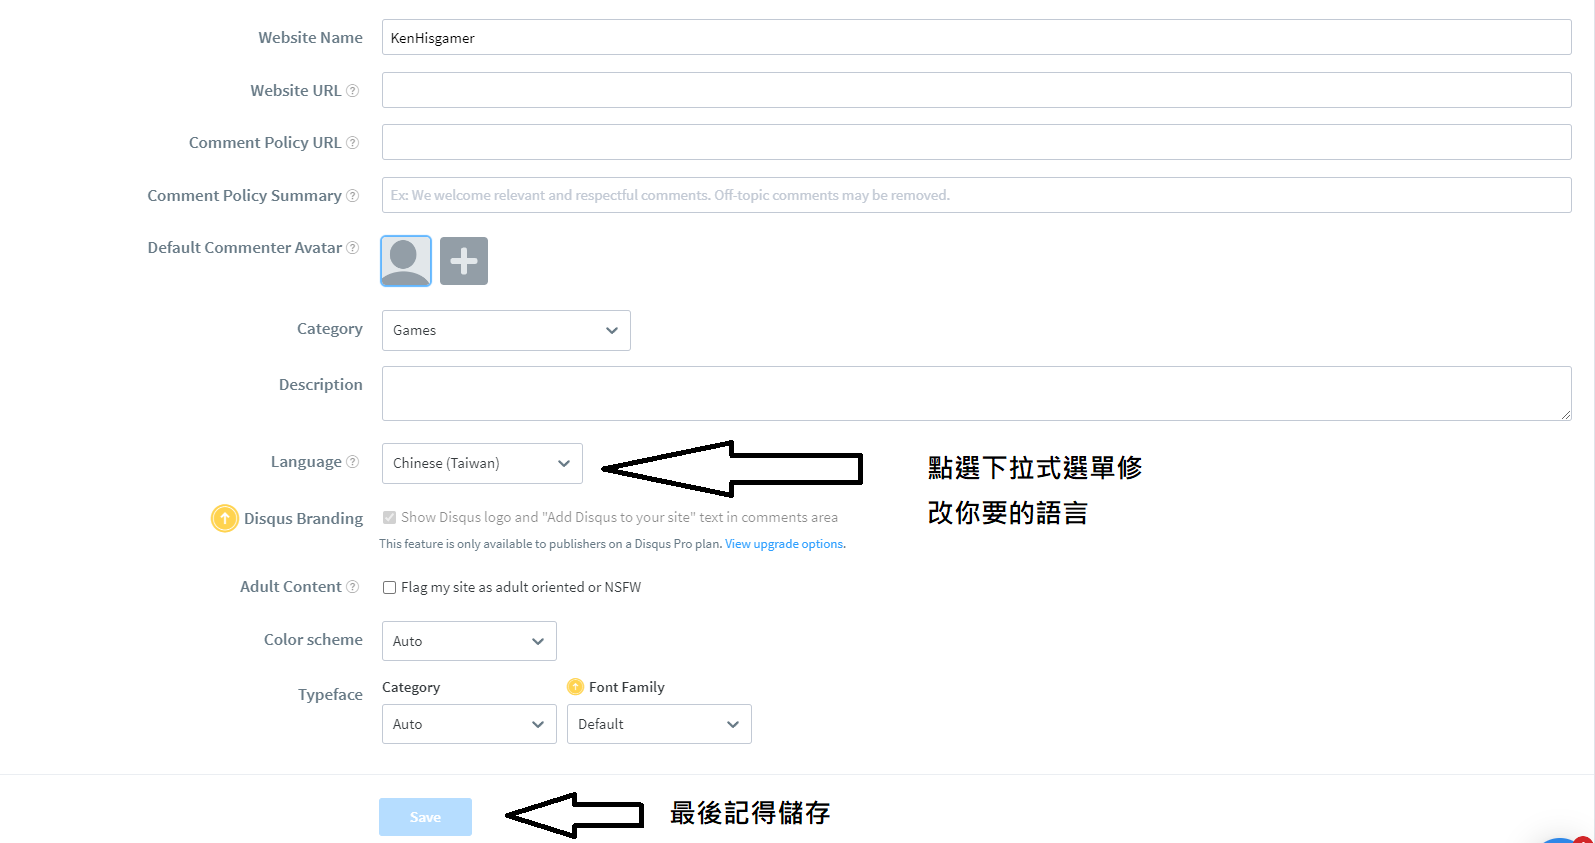 Website Name
KenHisgamer
Website URL
Comment Policy URL
Comment Policy Summary
Ex: We welcome relevant and respectful comments. Off-topic comments may be removed.
Default Commenter Avatar
Category
Games
Description
Language
Chinese (Taiwan)
點選下拉式選單修
改你要的語言
Disqus Branding
Show Disqus logo and "Add Disqus to your site" text in comments area
This feature is only available to publishers on a Disqus Pro plan. View upgrade options.
Adult Content
Flag my site as adult oriented or NSFW
Color scheme
Auto
Typeface
Category
Font Family
Auto
Default
Save
最後記得儲存